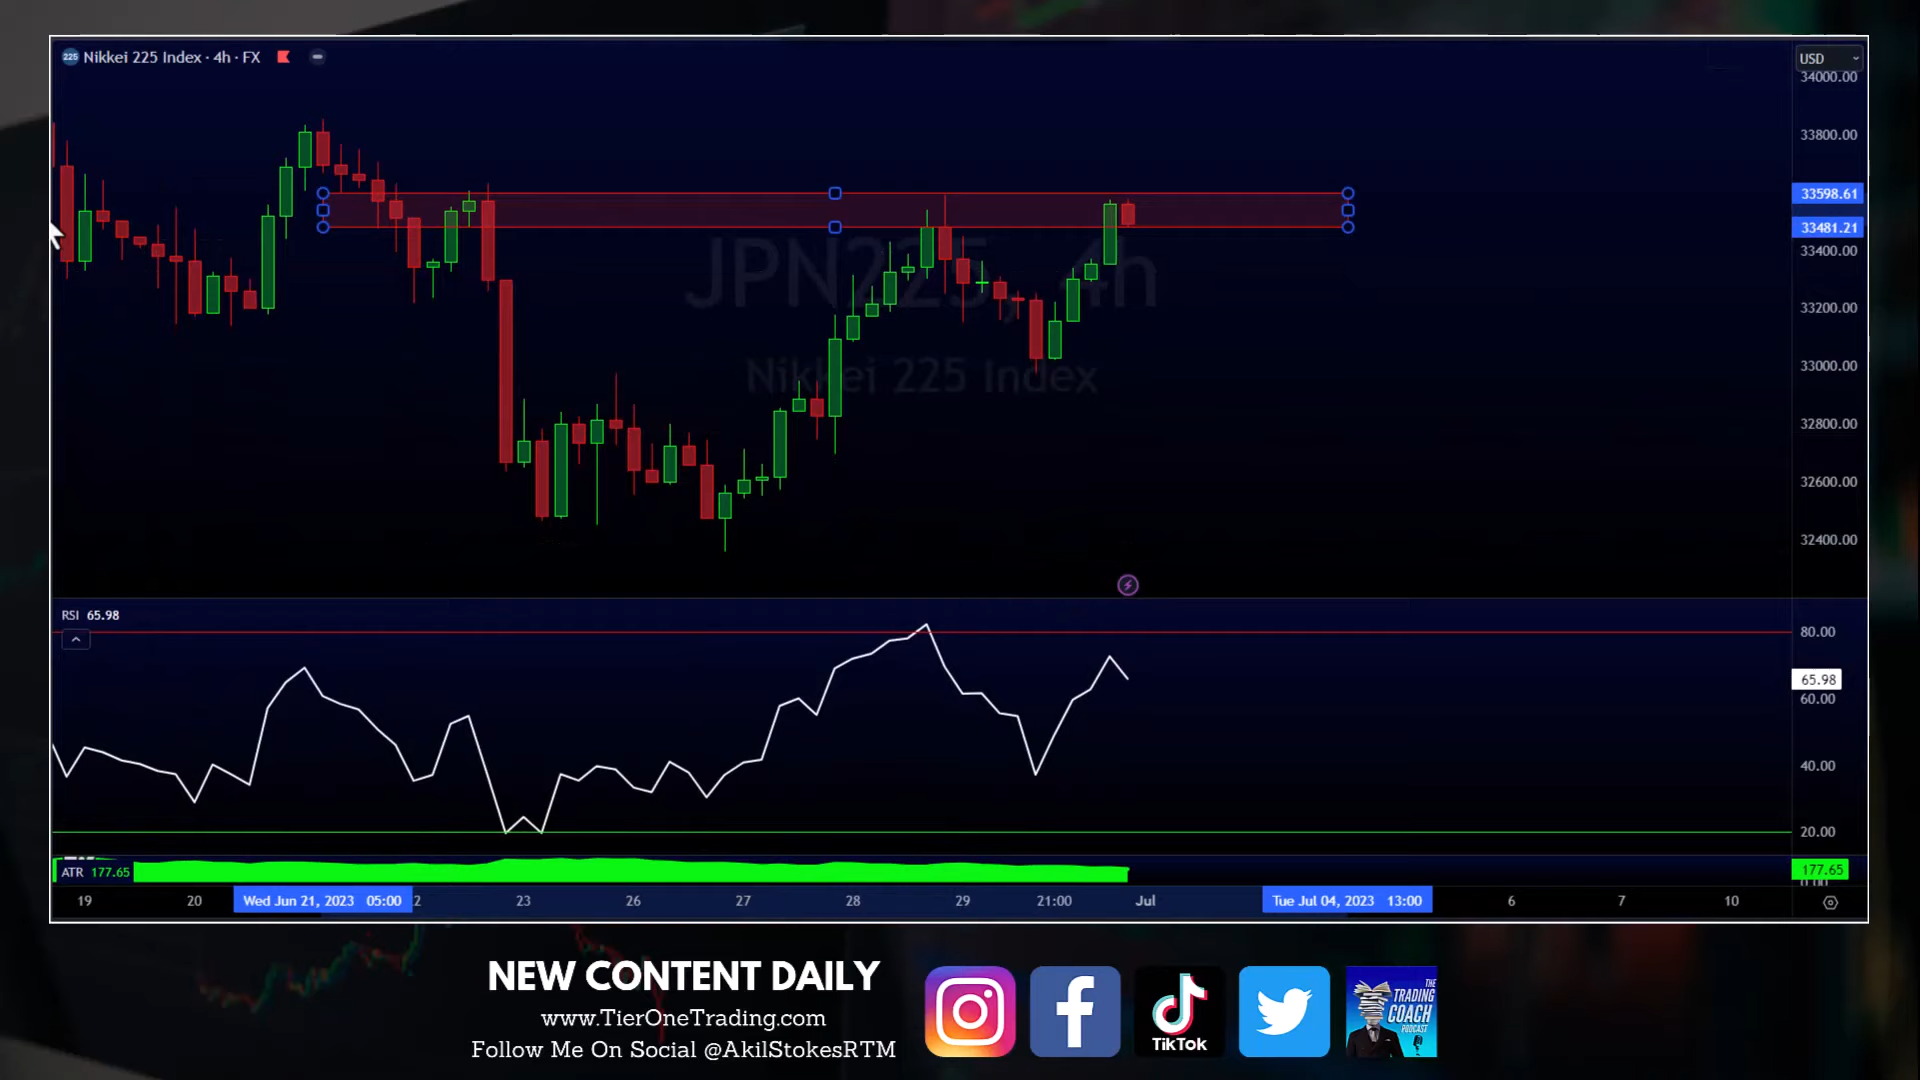 225 Nikkei 225 Index · 4h · FX
USD
34000.00
33800.00
33598.61
33481.21
33400.00
33200.00
33000.00
32800.00
32600.00
32400.00
JPN225, 4h
Nikkei 225 Index
RSI 65.98
80.00
65.98
60.00
40.00
20.00
ATR 177.65
177.65
19 20 Wed Jun 21, 2023 05:00 2 23 26 27 28 29 21:00 Jul Tue Jul 04, 2023 13:00 6 7 10
NEW CONTENT DAILY
www.TierOneTrading.com
Follow Me On Social @AkilStokesRTM
TikTok
THE
TRADING
COACH
PODCAST